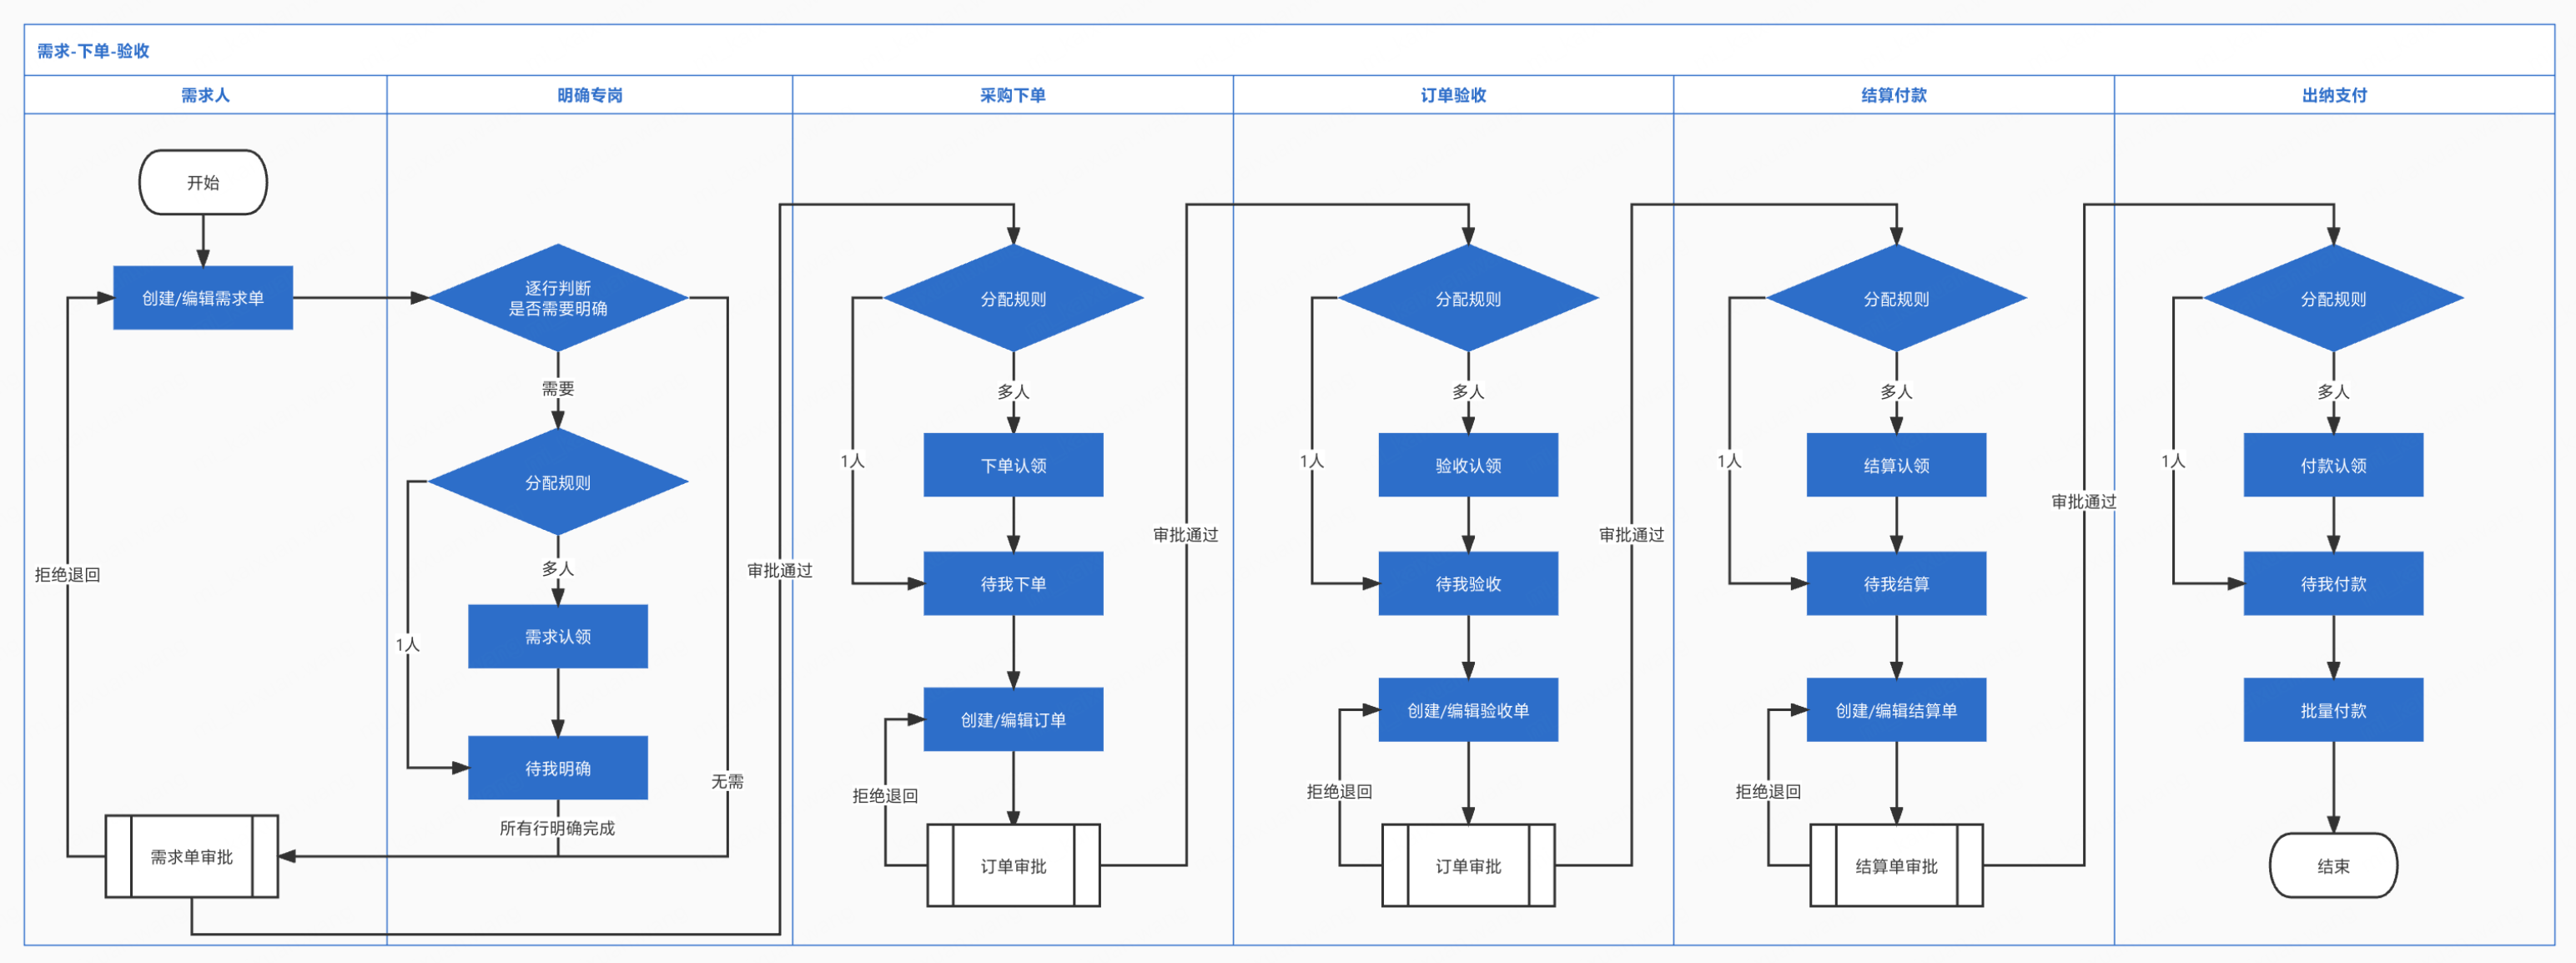 需求-下单-验收
需求人
明确专岗
采购下单
订单验收
结算付款
出纳支付
开始
创建/编辑需求单
拒绝退回
需求单审批
逐行判断
是否需要明确
需要
分配规则
多人
1人
需求认领
待我明确
所有行明确完成
无需
审批通过
分配规则
多人
1人
下单认领
待我下单
创建/编辑订单
拒绝退回
订单审批
审批通过
分配规则
多人
1人
验收认领
待我验收
创建/编辑验收单
拒绝退回
订单审批
审批通过
分配规则
多人
1人
结算认领
待我结算
创建/编辑结算单
拒绝退回
结算单审批
审批通过
分配规则
多人
1人
付款认领
待我付款
批量付款
结束